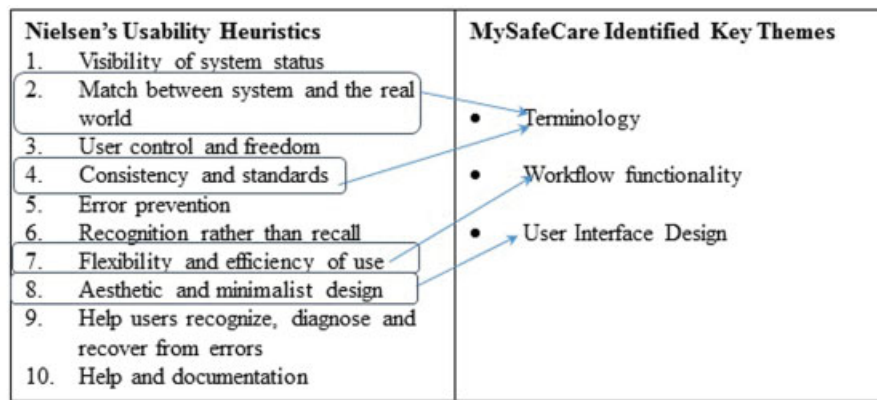 Nielsen's Usability Heuristics
1. Visibility of system status
2. Match between system and the real
world
3. User control and freedom
4. Consistency and standards
5. Error prevention
6. Recognition rather than recall
7. Flexibility and efficiency of use
8. Aesthetic and minimalist design
9. Help users recognize, diagnose and
recover from errors
10. Help and documentation
MySafeCare Identified Key Themes
• Terminology
• Workflow functionality
• User Interface Design